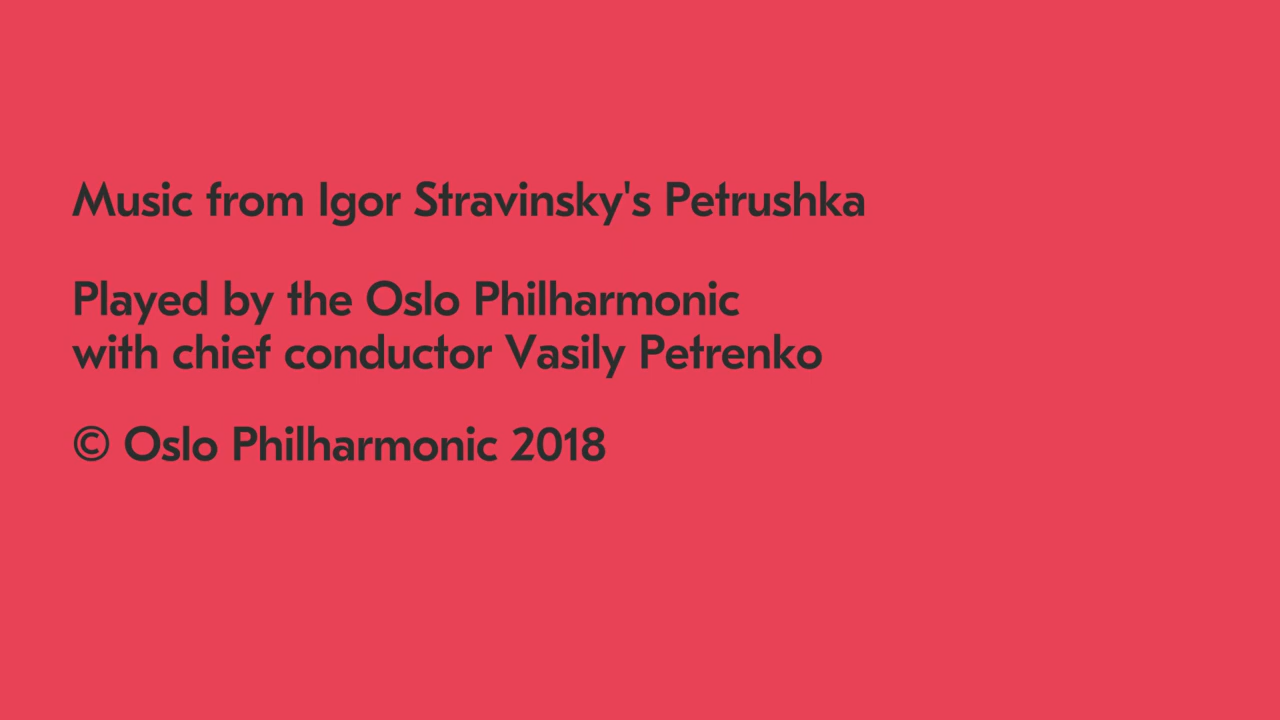 Music from Igor Stravinsky's Petrushka
Played by the Oslo Philharmonic
with chief conductor Vasily Petrenko
© Oslo Philharmonic 2018